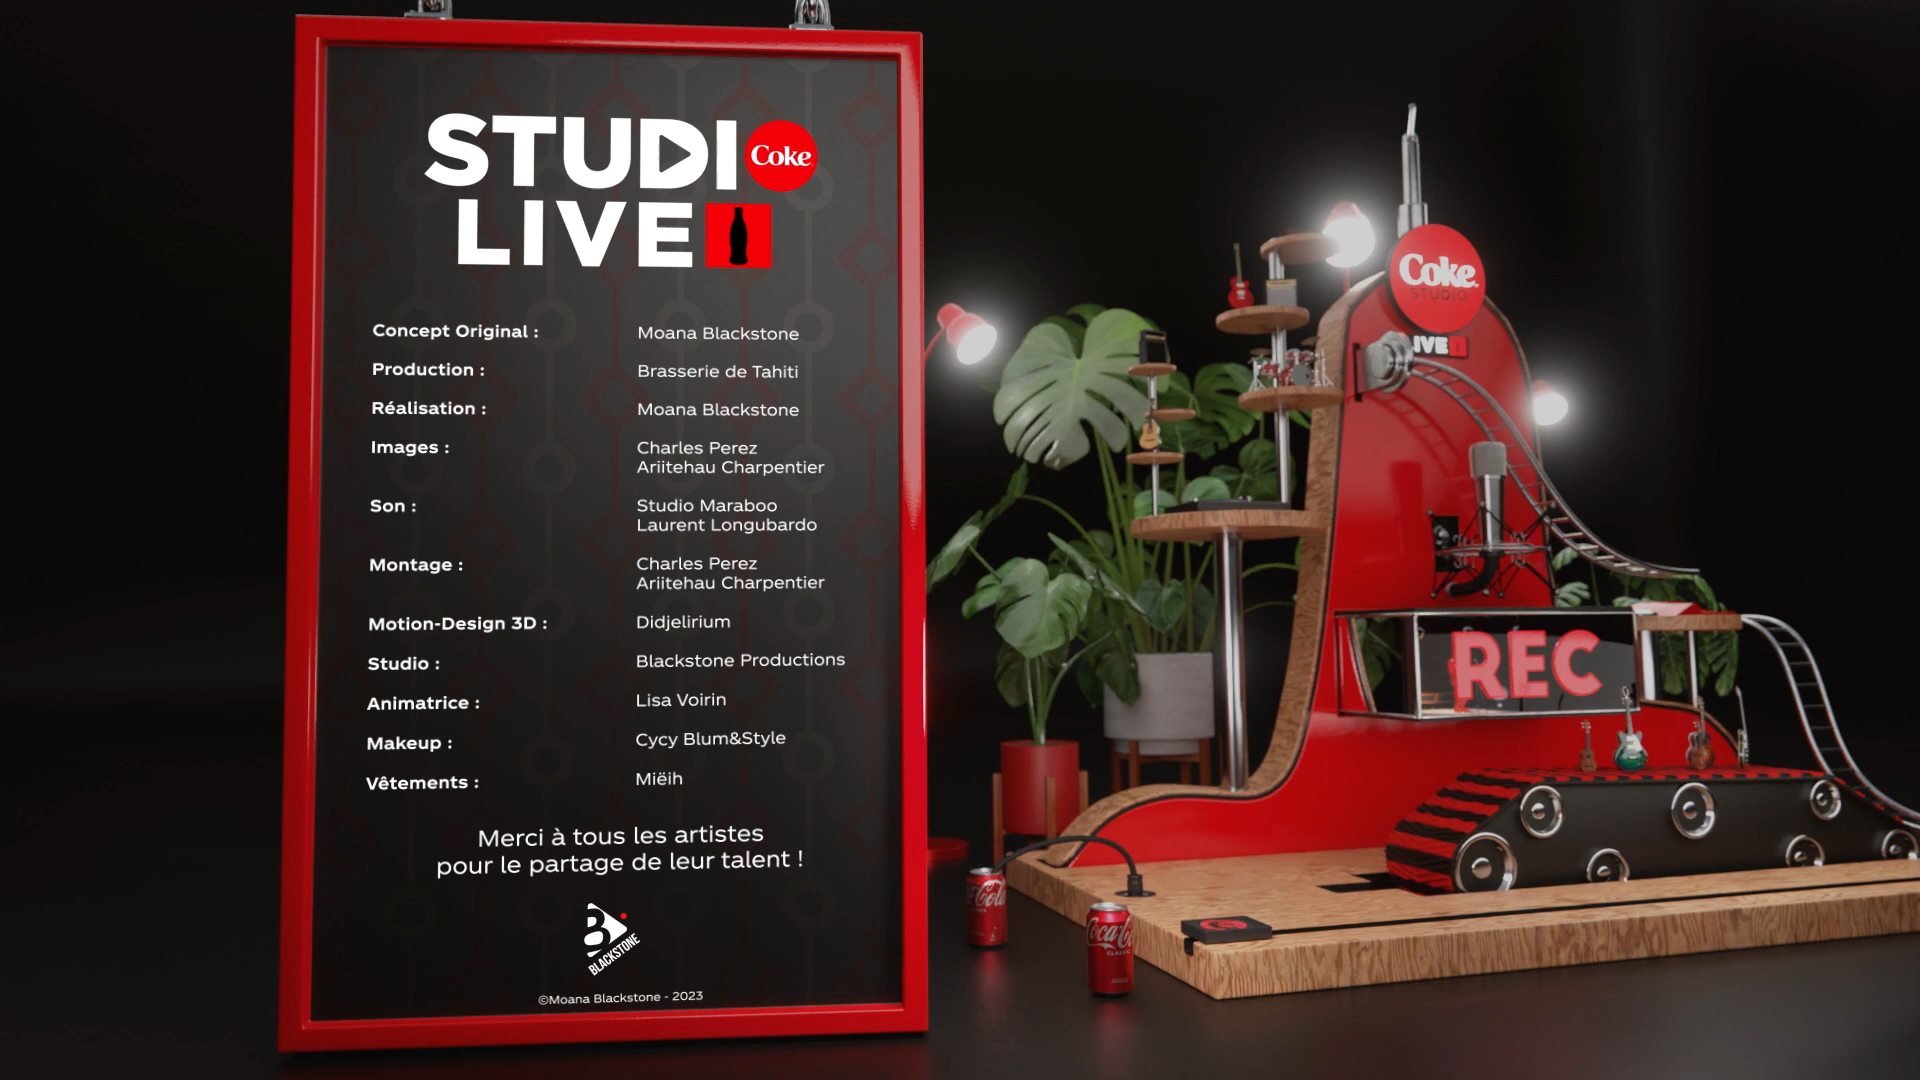 STUDIO Coke
LIVE
Concept Original : Moana Blackstone
Production : Brasserie de Tahiti
Réalisation : Moana Blackstone
Images : Charles Perez
Ariitehau Charpentier
Son : Studio Maraboo
Laurent Longubardo
Montage : Charles Perez
Ariitehau Charpentier
Motion-Design 3D : Didjelirium
Studio : Blackstone Productions
Animatrice : Lisa Voirin
Makeup : Cycy Blum&Style
Vêtements : Miëih
Merci à tous les artistes
pour le partage de leur talent !
B
BLACKSTONE
©Moana Blackstone - 2023
Coke
STUDIO
LIVE
REC
Coca-Co
CLASSIC